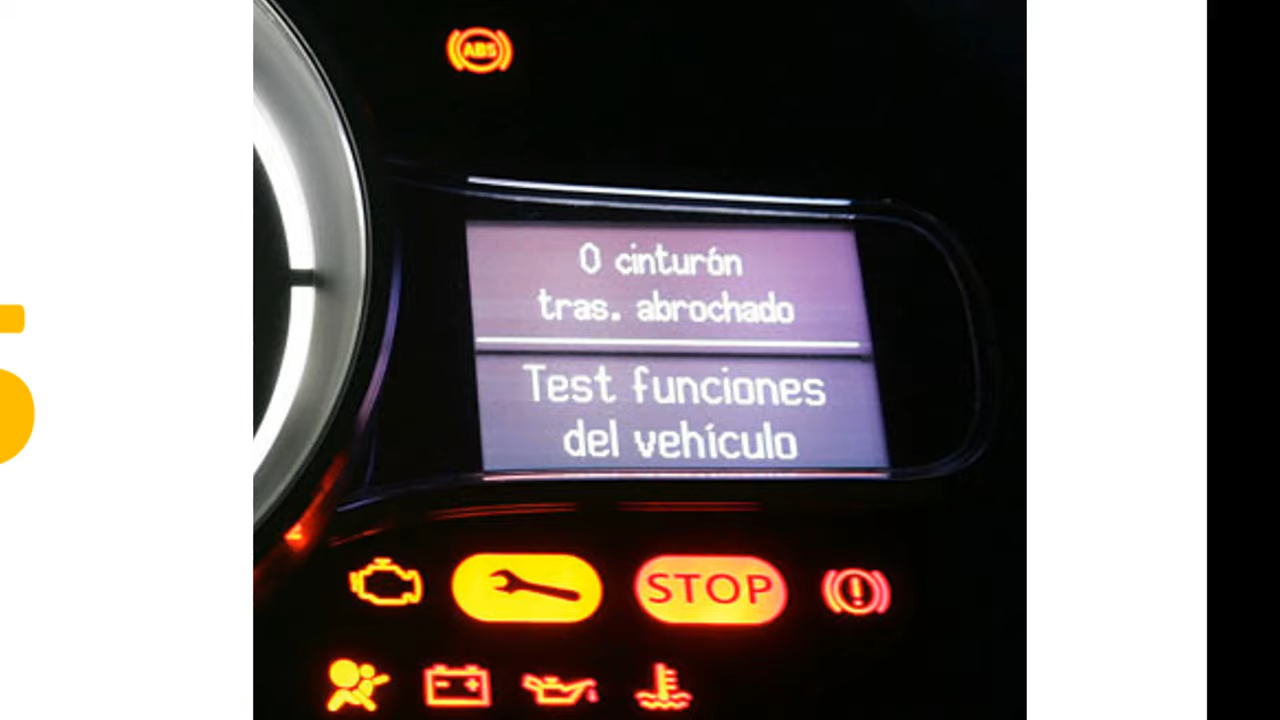 ABS
0 cinturón
tras. abrochado
Test funciones
del vehículo
STOP